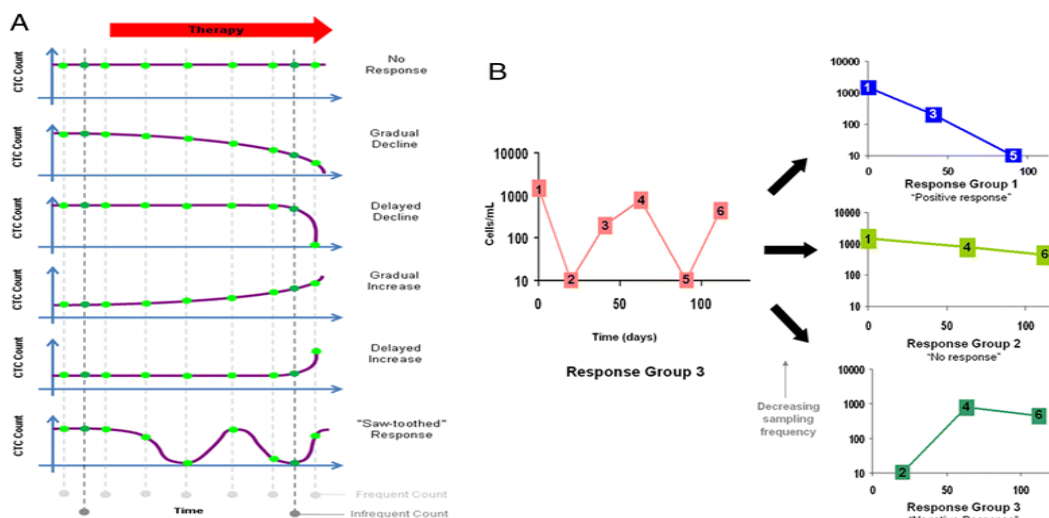 A
Therapy
CTC Count
No
Response
CTC Count
Gradual
Decline
CTC Count
Delayed
Decline
CTC Count
Gradual
Increase
CTC Count
Delayed
Increase
CTC Count
"Saw-toothed"
Response
Frequent Count
Time
Infrequent Count
B
Cells/mL
10000
1000
100
10
0
50
100
1
2
3
4
5
6
Time (days)
Response Group 3
Decreasing
sampling
frequency
10000
1000
100
10
0
50
100
1
3
5
Response Group 1
"Positive response"
10000
1000
100
10
0
50
1
4
6
Response Group 2
"No response"
10000
1000
100
10
0
50
2
4
6
Response Group 3
"Negative Response"